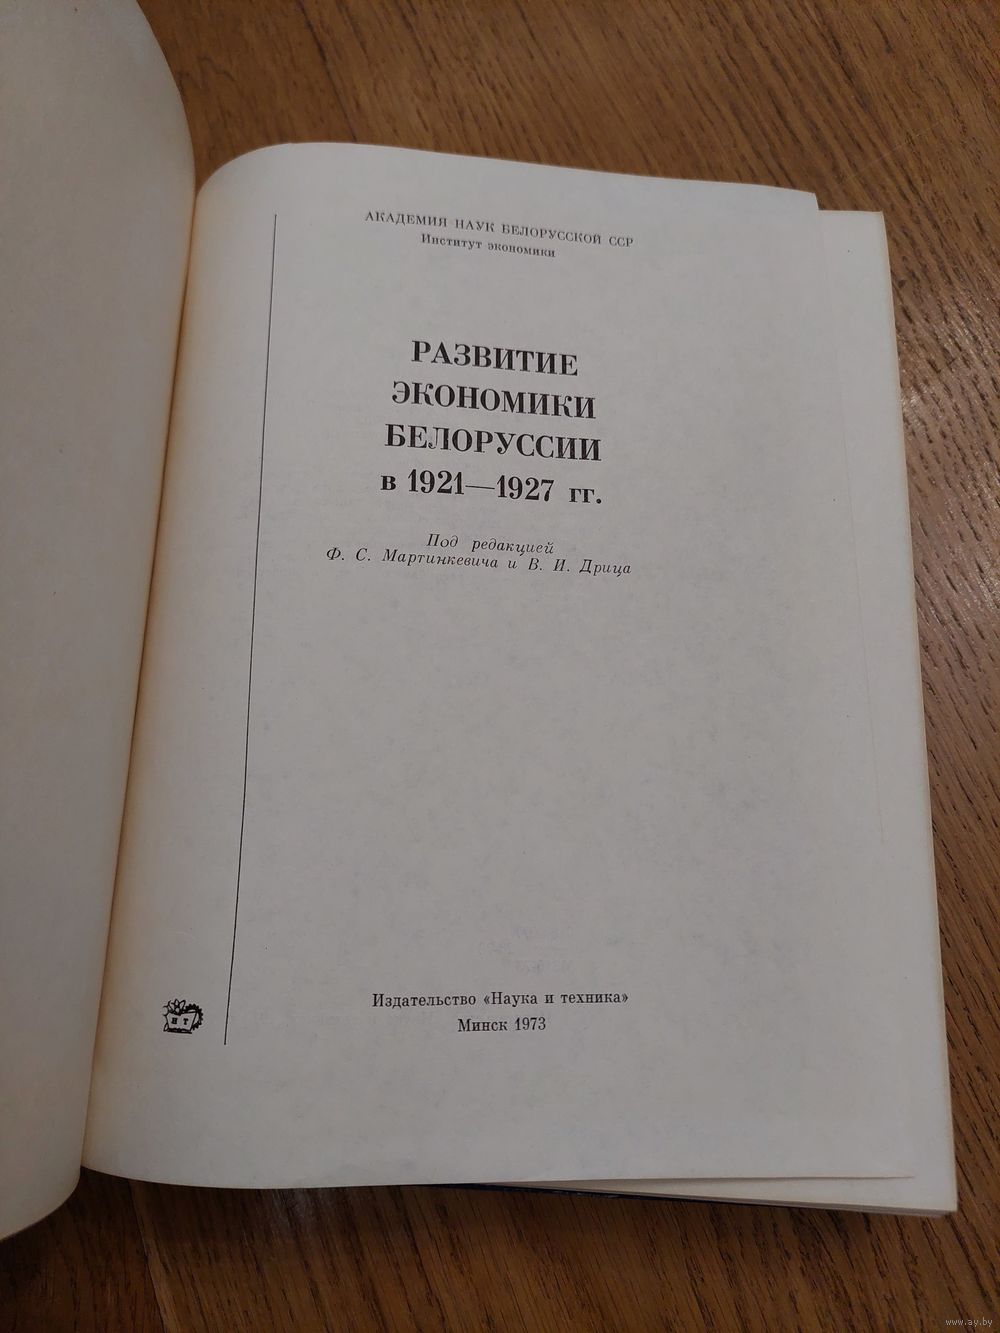 АКАДЕМИЯ НАУК БЕЛОРУССКОЙ ССР
Институт экономики
РАЗВИТИЕ
ЭКОНОМИКИ
БЕЛОРУССИИ
в 1921—1927 гг.
Под редакцией
Ф. С. Мартинкевича и В. И. Дрица
Издательство «Наука и техника»
Минск 1973
НТ
www.ay.by